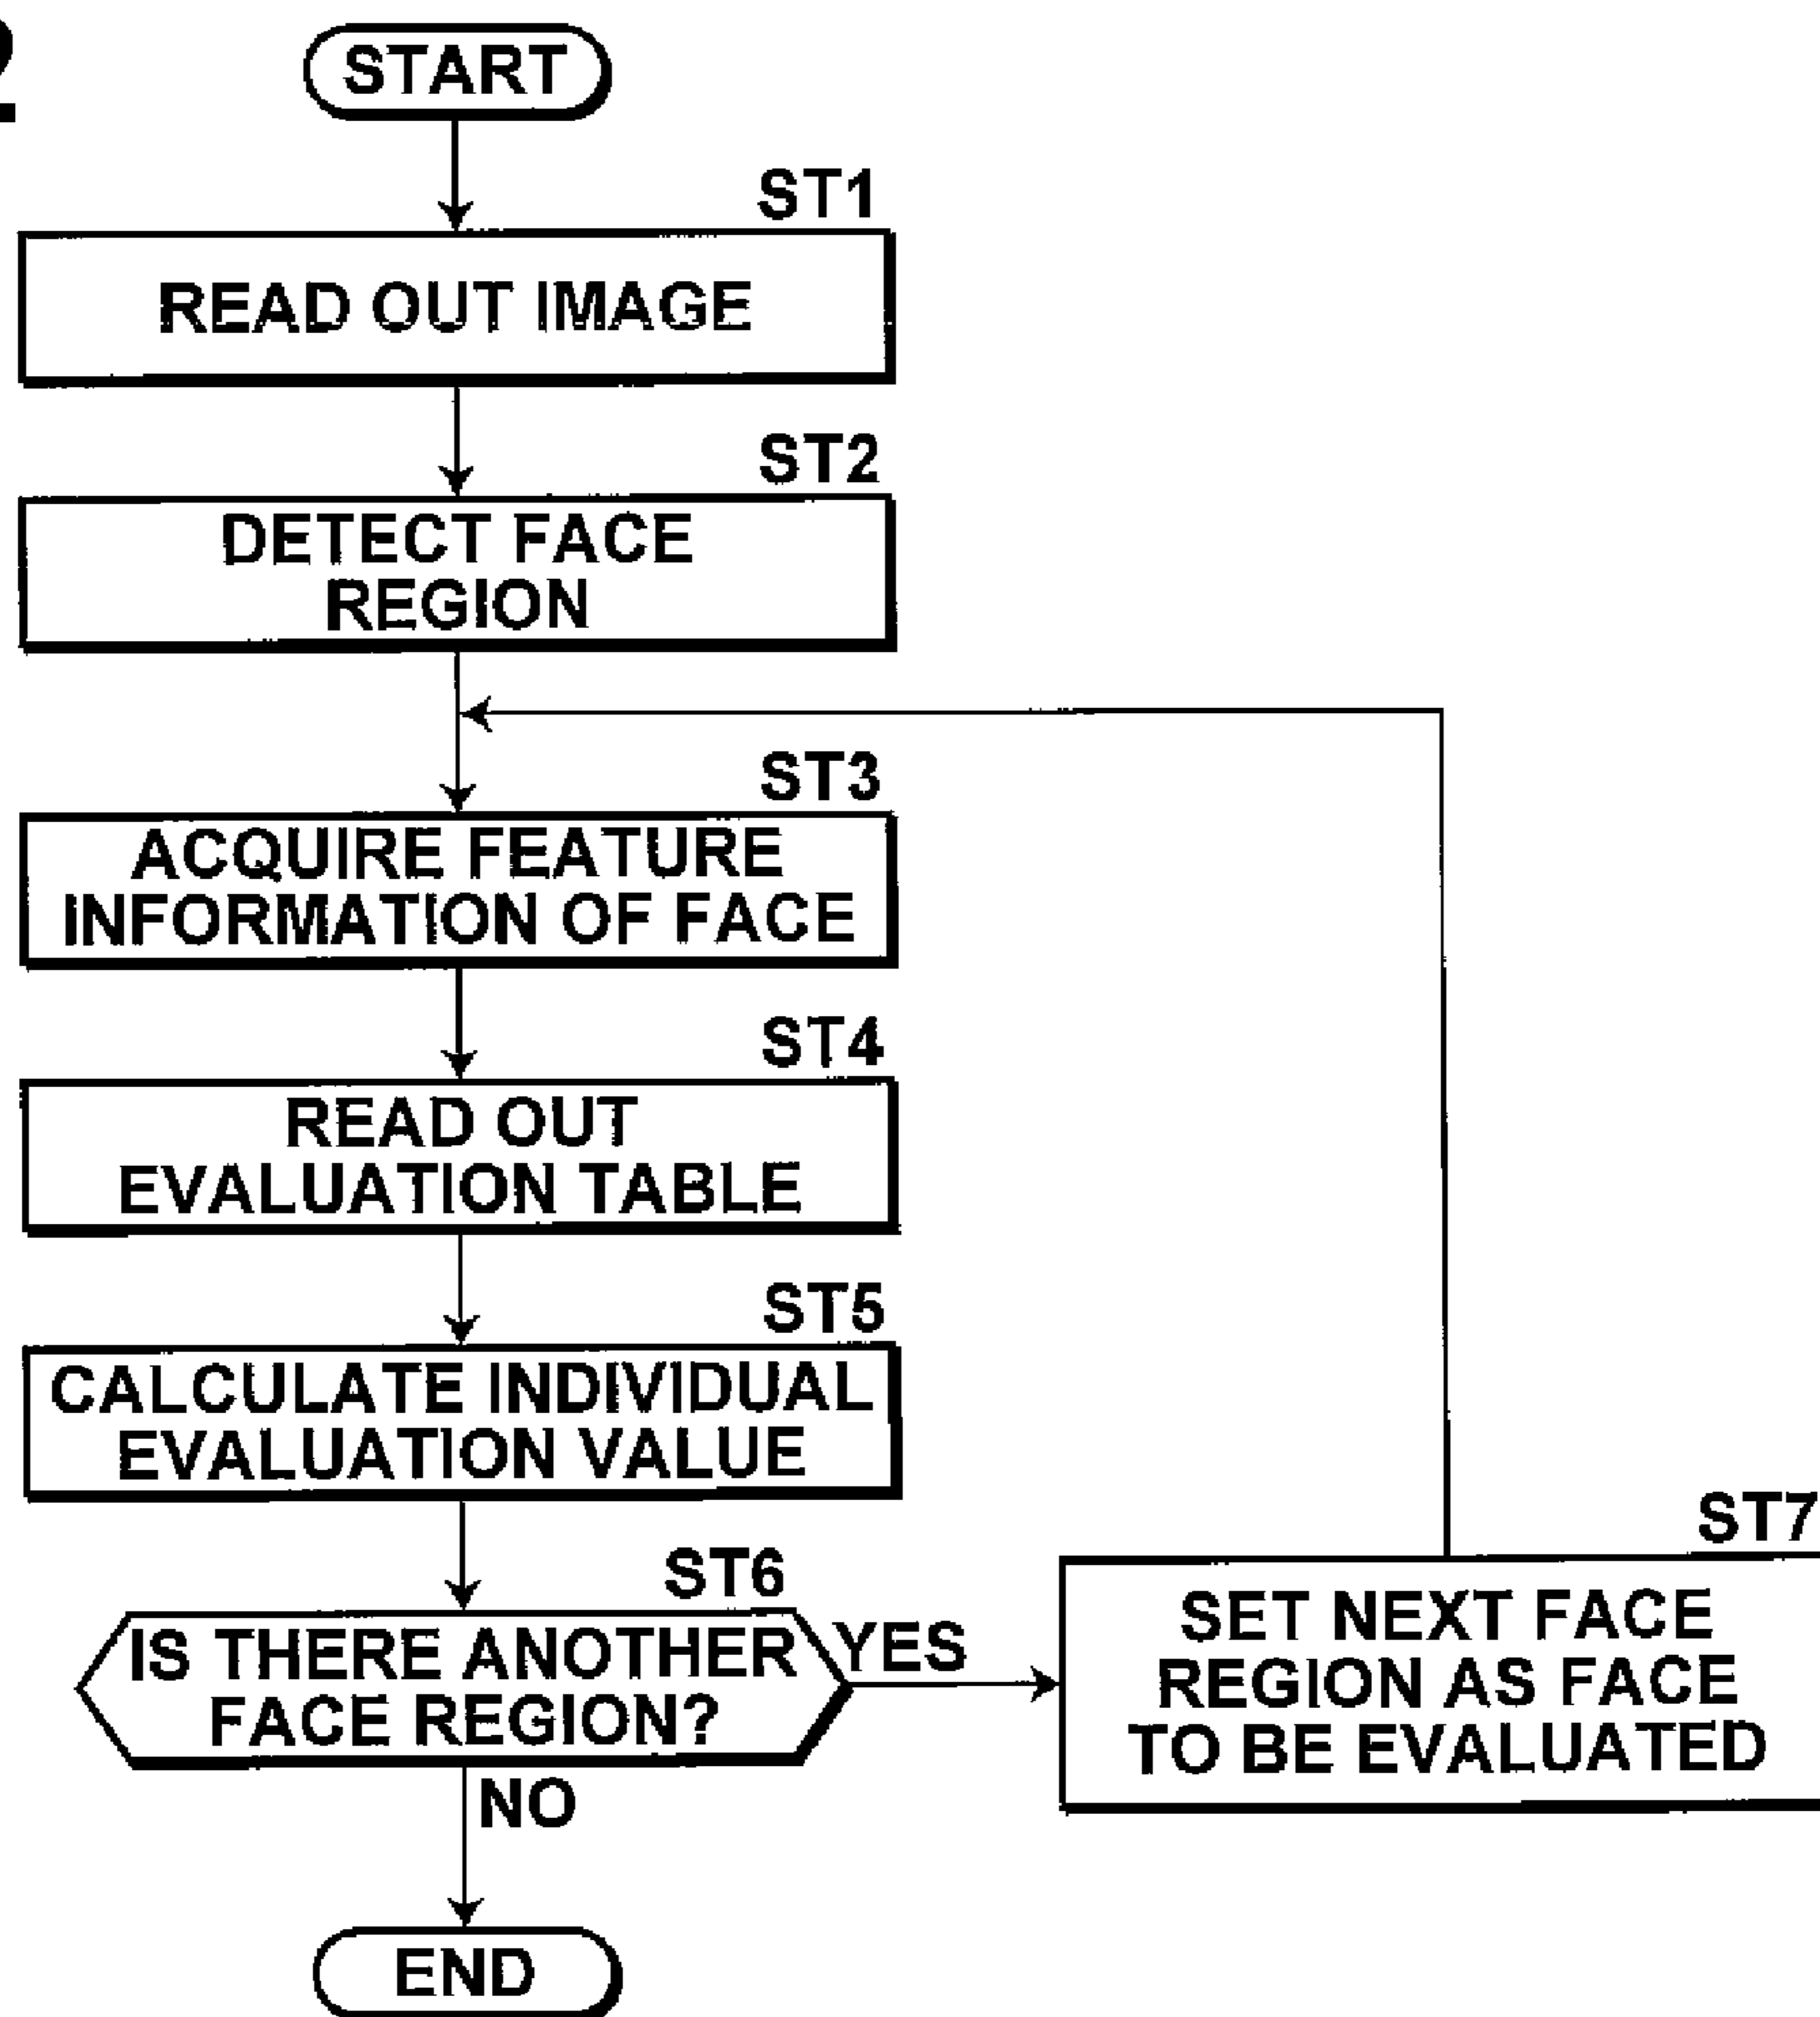 START
ST1
READ OUT IMAGE
ST2
DETECT FACE
REGION
ST3
ACQUIRE FEATURE
INFORMATION OF FACE
ST4
READ OUT
EVALUATION TABLE
ST5
CALCULATE INDIVIDUAL
EVALUATION VALUE
ST6
IS THERE ANOTHER
FACE REGION?
YES
ST7
SET NEXT FACE
REGION AS FACE
TO BE EVALUATED
NO
END